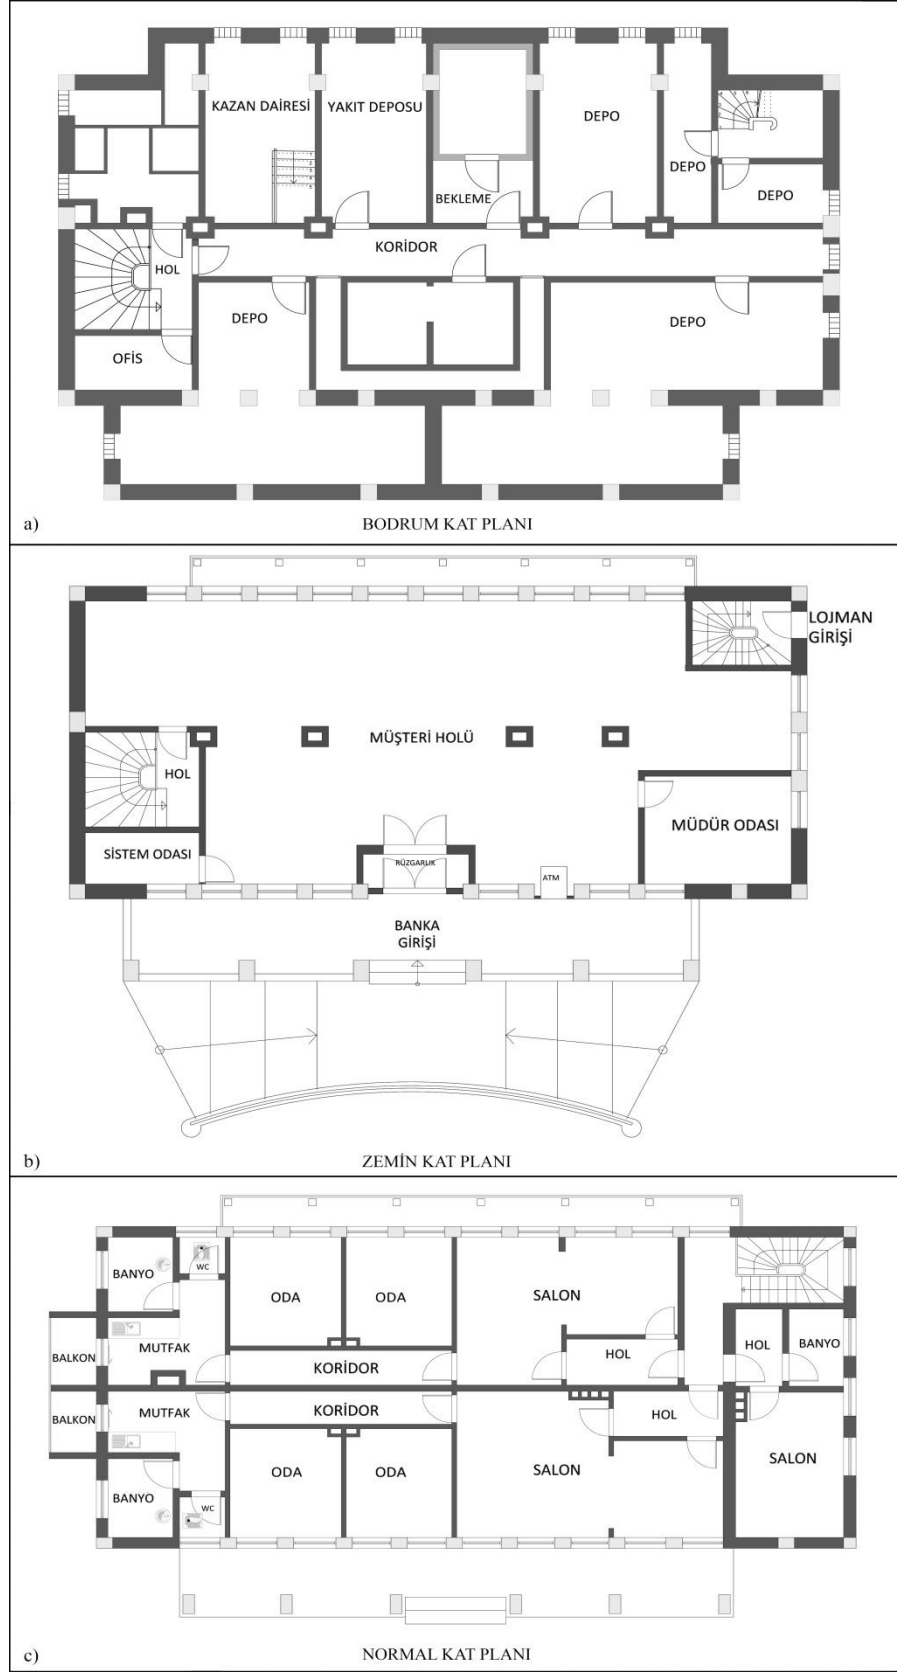 KAZAN DAİRESİ
YAKIT DEPOSU
DEPO
DEPO
BEKLEME
DEPO
KORİDOR
HOL
DEPO
DEPO
OFİS
a)
BODRUM KAT PLANI
LOJMAN
GİRİŞİ
MÜŞTERİ HOLÜ
HOL
MÜDÜR ODASI
SİSTEM ODASI
RÜZGARLIK
ATM
BANKA
GİRİŞİ
b)
ZEMİN KAT PLANI
WC
BANYO
ODA
ODA
SALON
MUTFAK
HOL
HOL
BANYO
BALKON
KORİDOR
BALKON
MUTFAK
KORİDOR
HOL
ODA
ODA
SALON
SALON
BANYO
WC
c)
NORMAL KAT PLANI